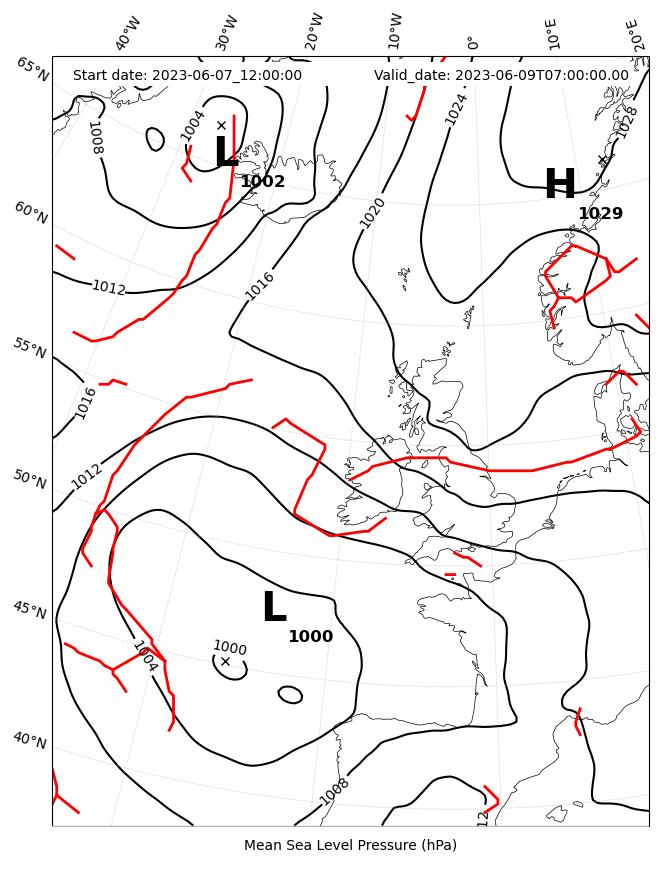 40°W 30°W 20°W 10°W 0° 10°E 20°E
65°N
Start date: 2023-06-07_12:00:00 Valid_date: 2023-06-09T07:00:00.00
1004 1024 1028
1008
L H
1002 1029
60°N 1020
1012 1016
55°N
1016
50°N 1012
45°N L
1000
1000
1004
40°N
1008
12
Mean Sea Level Pressure (hPa)